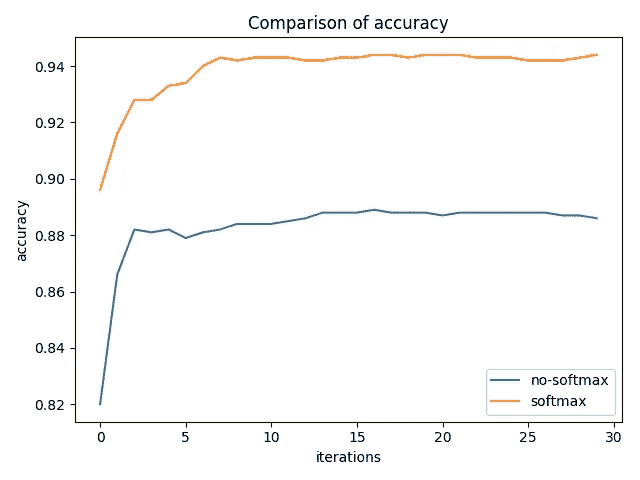 Comparison of accuracy
0.94
0.92
0.90
0.88
0.86
0.84
0.82
accuracy
no-softmax
softmax
0 5 10 15 20 25 30
iterations